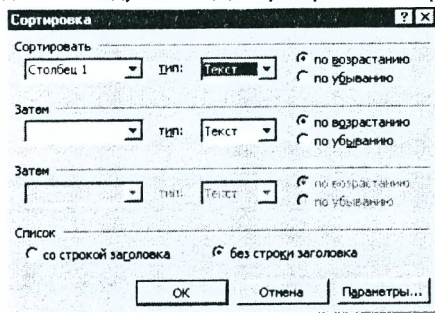 Сортировка
Сортировать
Столбец 1 тип: Текст по возрастанию
по убыванию
Затем
тип: Текст по возрастанию
по убыванию
Затем
тип: Текст по возрастанию
по убыванию
Список
со строкой заголовка без строки заголовка
ОК Отмена Параметры...